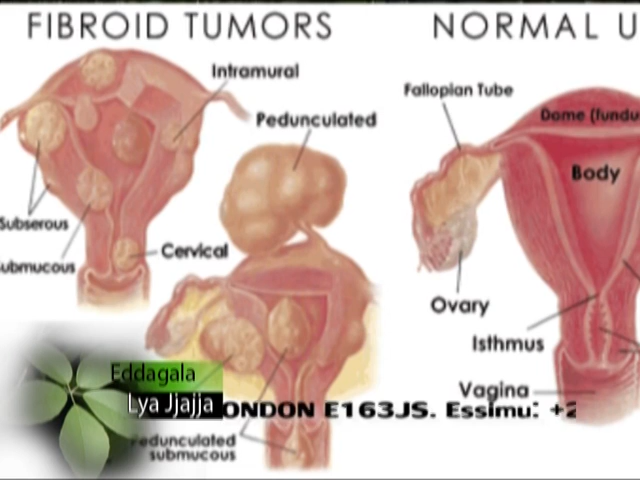 FIBROID TUMORS
NORMAL U
Intramural
Fallopian Tube
Pedunculated
Dome (fundu
Body
Subserous
ubmucous
Cervical
Ovary
Isthmus
Vagina
Eddagala
Lya Jjajja
ONDON E163JS. Essimu: +2
edunculated
submucous